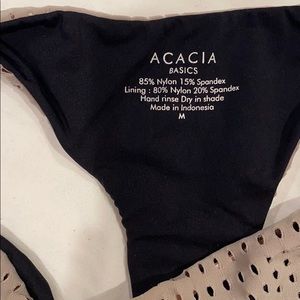 ACACIA
BASICS
85% Nylon 15% Spandex
Lining : 80% Nylon 20% Spandex
Hand rinse Dry in shade
Made in Indonesia
M